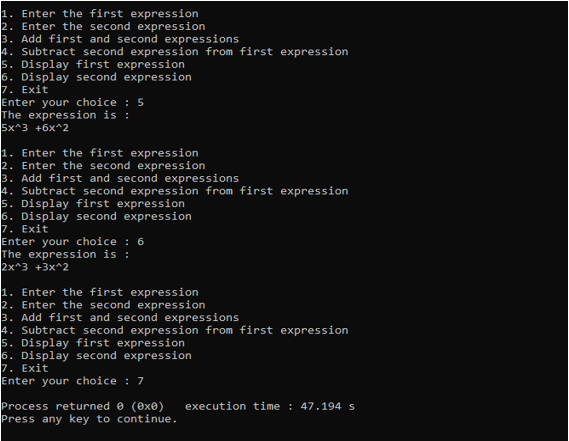 1. Enter the first expression
2. Enter the second expression
3. Add first and second expressions
4. Subtract second expression from first expression
5. Display first expression
6. Display second expression
7. Exit
Enter your choice : 5
The expression is :
5x^3 +6x^2
1. Enter the first expression
2. Enter the second expression
3. Add first and second expressions
4. Subtract second expression from first expression
5. Display first expression
6. Display second expression
7. Exit
Enter your choice : 6
The expression is :
2x^3 +3x^2
1. Enter the first expression
2. Enter the second expression
3. Add first and second expressions
4. Subtract second expression from first expression
5. Display first expression
6. Display second expression
7. Exit
Enter your choice : 7
Process returned 0 (0x0)   execution time : 47.194 s
Press any key to continue.